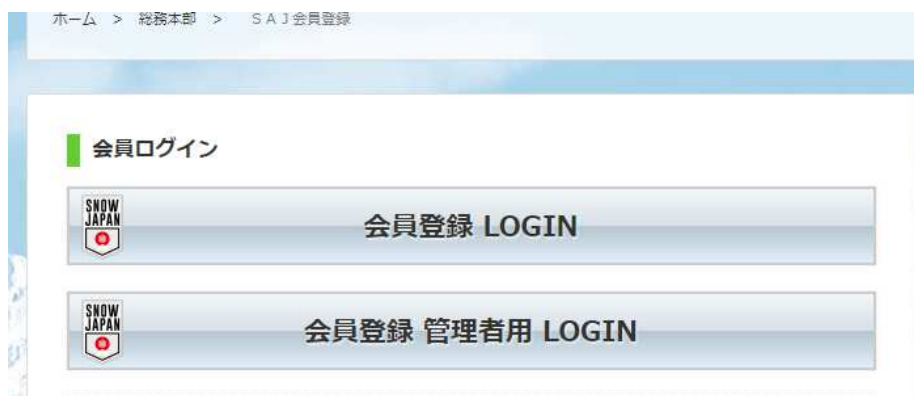 ホーム > 総務本部 > SAJ会員登録
会員ログイン
SNOW
JAPAN
会員登録 LOGIN
SNOW
JAPAN
会員登録 管理者用 LOGIN